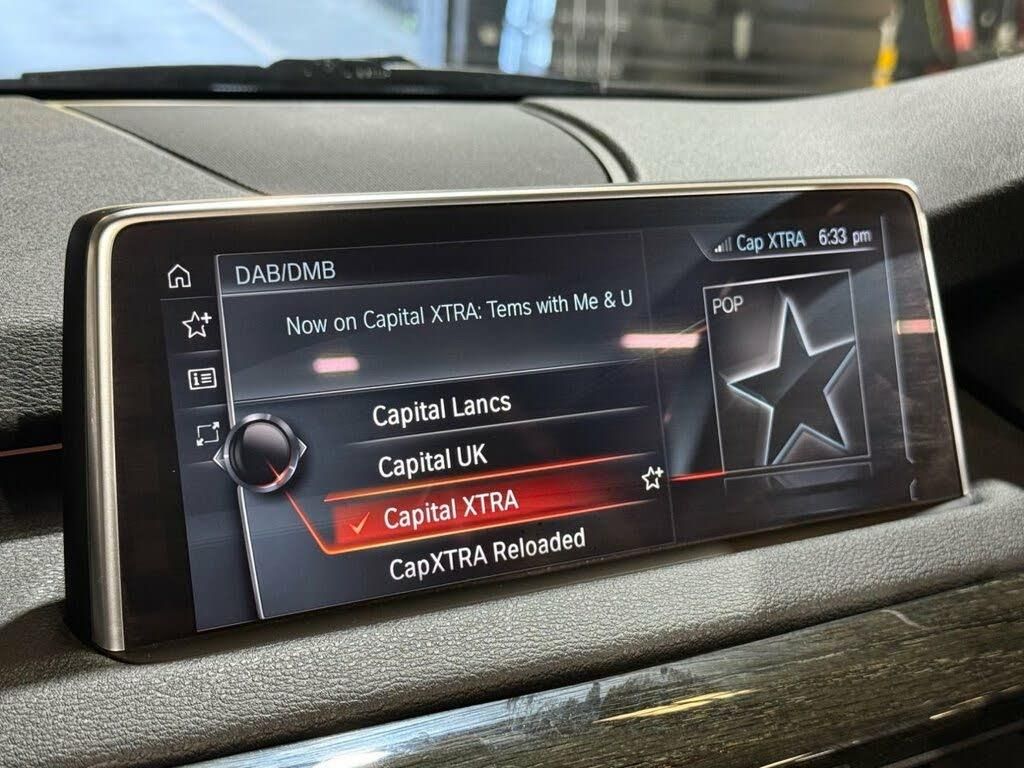 DAB/DMB
Cap XTRA 6:33 pm
Now on Capital XTRA: Tems with Me & U
POP
Capital Lancs
Capital UK
Capital XTRA
CapXTRA Reloaded